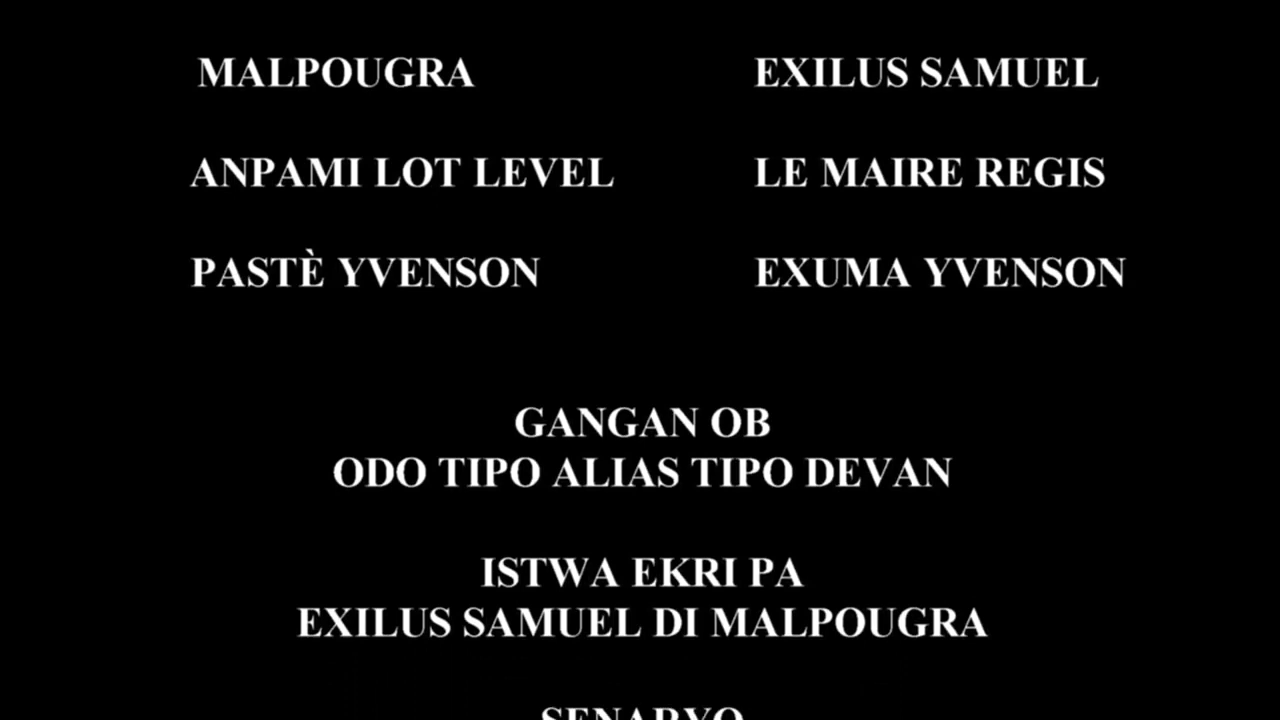 MALPOUGRA EXILUS SAMUEL
ANPAMI LOT LEVEL LE MAIRE REGIS
PASTÈ YVENSON EXUMA YVENSON
GANGAN OB
ODO TIPO ALIAS TIPO DEVAN
ISTWA EKRI PA
EXILUS SAMUEL DI MALPOUGRA
SENARYO